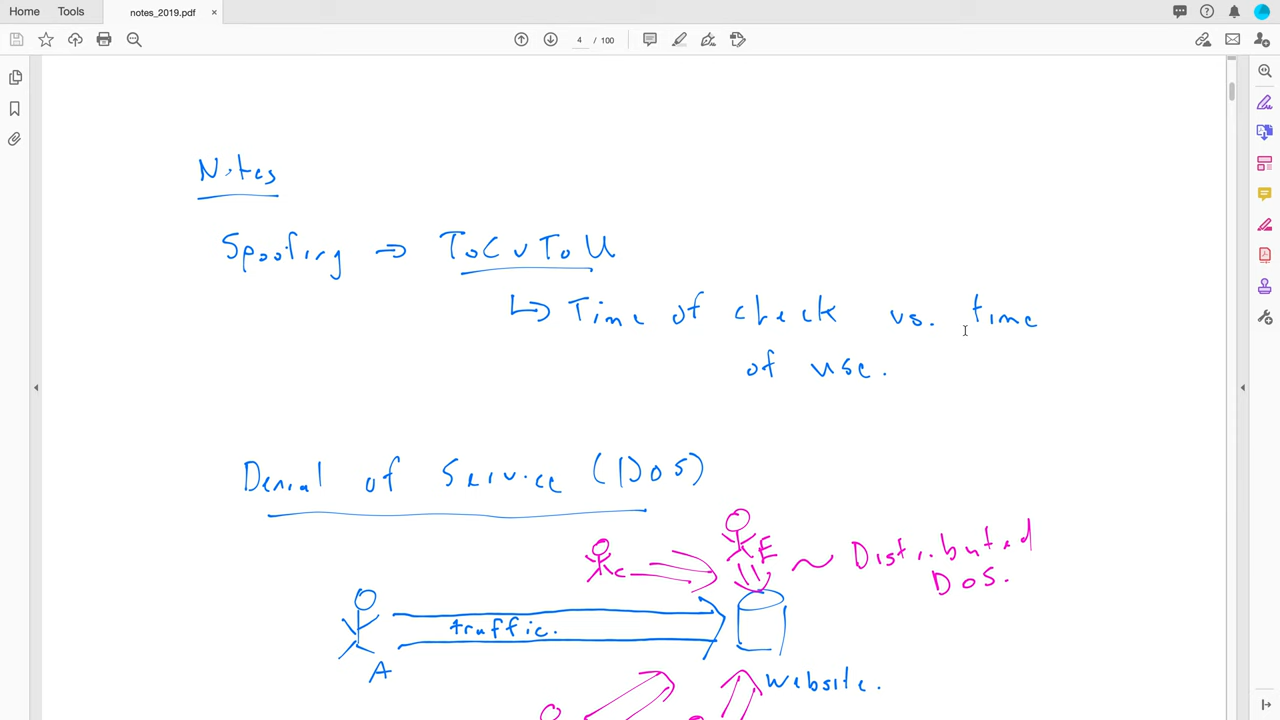 Home Tools notes_2019.pdf ×
4 / 100
Notes
Spoofing ⇒ ToCvToU
↳ Time of check vs. time
of use.
Denial of Service (DoS)
E ~ Distributed
C DoS.
traffic.
A
website.